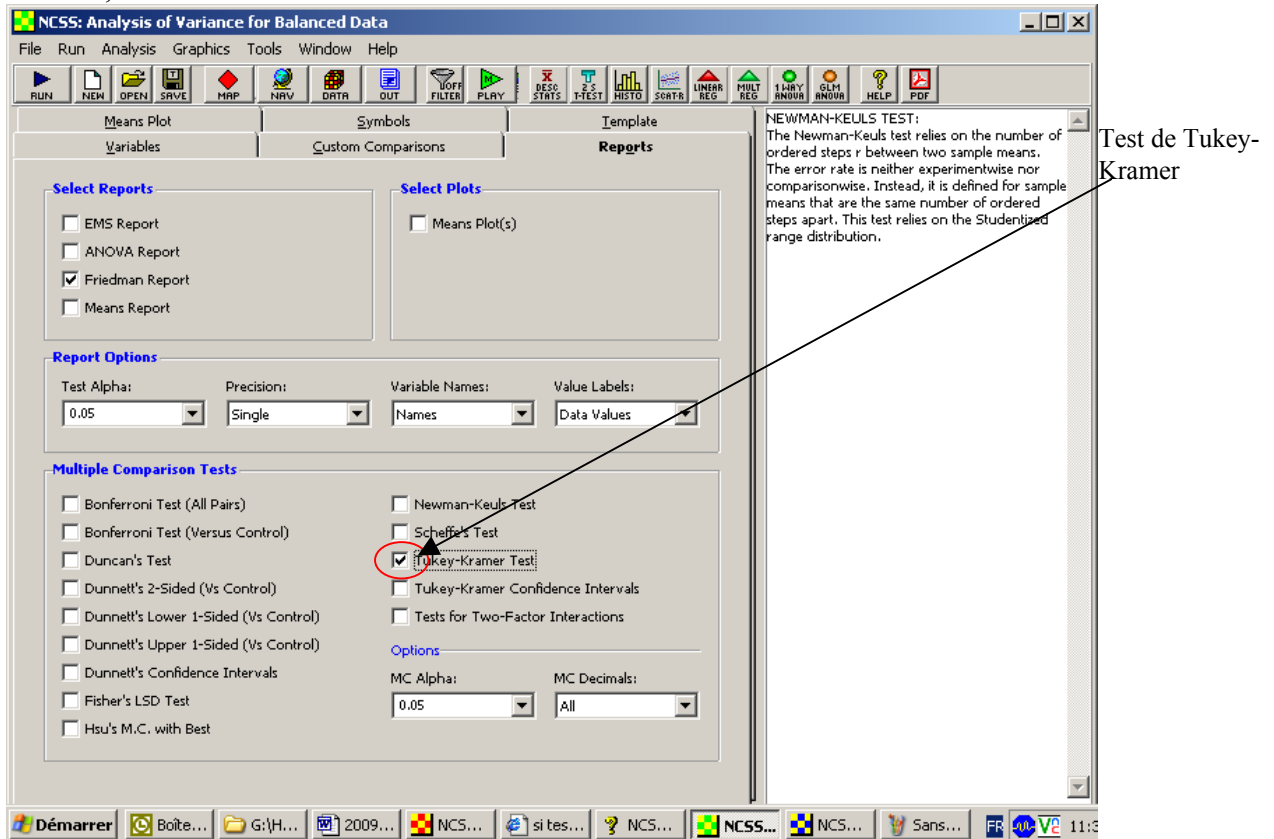 NCSS: Analysis of Variance for Balanced Data
File Run Analysis Graphics Tools Window Help
RUN NEW OPEN SAVE MAP NAV DATA OUT FILTER PLAY DESC STATS T-TEST HISTO SCAT-R LINEAR REG MULT REG 1 WAY ANOVA GLM ANOVA HELP PDF
Means Plot Symbols Template
Variables Custom Comparisons Reports
Select Reports
EMS Report
ANOVA Report
Friedman Report
Means Report
Select Plots
Means Plot(s)
Report Options
Test Alpha: Precision: Variable Names: Value Labels:
0.05 Single Names Data Values
Multiple Comparison Tests
Bonferroni Test (All Pairs)
Bonferroni Test (Versus Control)
Duncan's Test
Dunnett's 2-Sided (Vs Control)
Dunnett's Lower 1-Sided (Vs Control)
Dunnett's Upper 1-Sided (Vs Control)
Dunnett's Confidence Intervals
Fisher's LSD Test
Hsu's M.C. with Best
Newman-Keuls Test
Scheffe's Test
Tukey-Kramer Test
Tukey-Kramer Confidence Intervals
Tests for Two-Factor Interactions
Options
MC Alpha: MC Decimals:
0.05 All
NEWMAN-KEULS TEST:
The Newman-Keuls test relies on the number of
ordered steps r between two sample means.
The error rate is neither experimentwise nor
comparisonwise. Instead, it is defined for sample
means that are the same number of ordered
steps apart. This test relies on the Studentized
range distribution.
Test de Tukey-
Kramer
Démarrer Boîte... G:\H... 2009... NCS... si tes... NCS... NCSS... NCS... Sans... FR 11:3